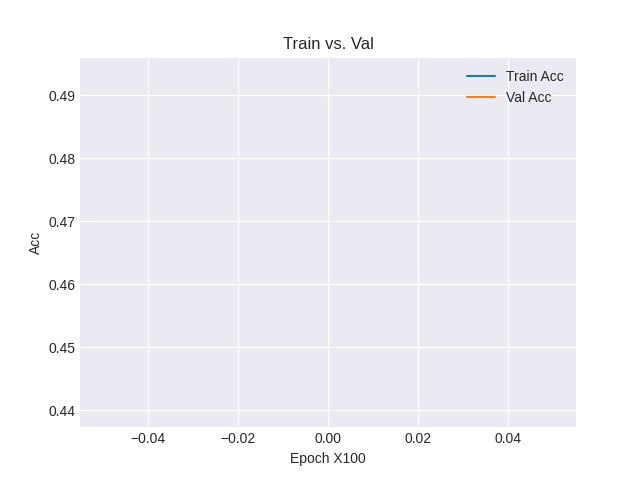 Train vs. Val
Train Acc
Val Acc
0.49
0.48
0.47
0.46
0.45
0.44
Acc
−0.04
−0.02
0.00
0.02
0.04
Epoch X100